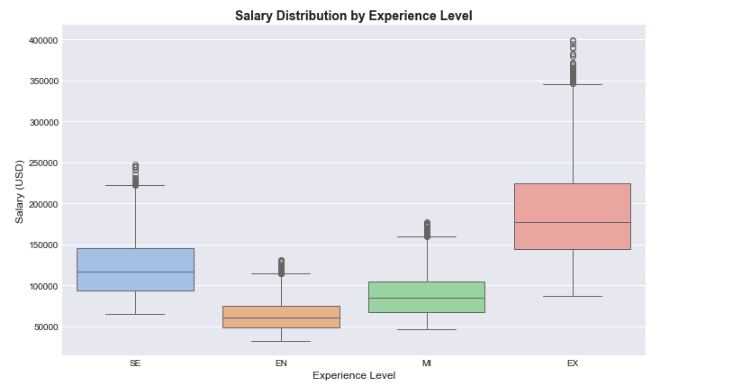 Salary Distribution by Experience Level
400000
350000
300000
250000
200000
150000
100000
50000
Salary (USD)
SE EN MI EX
Experience Level